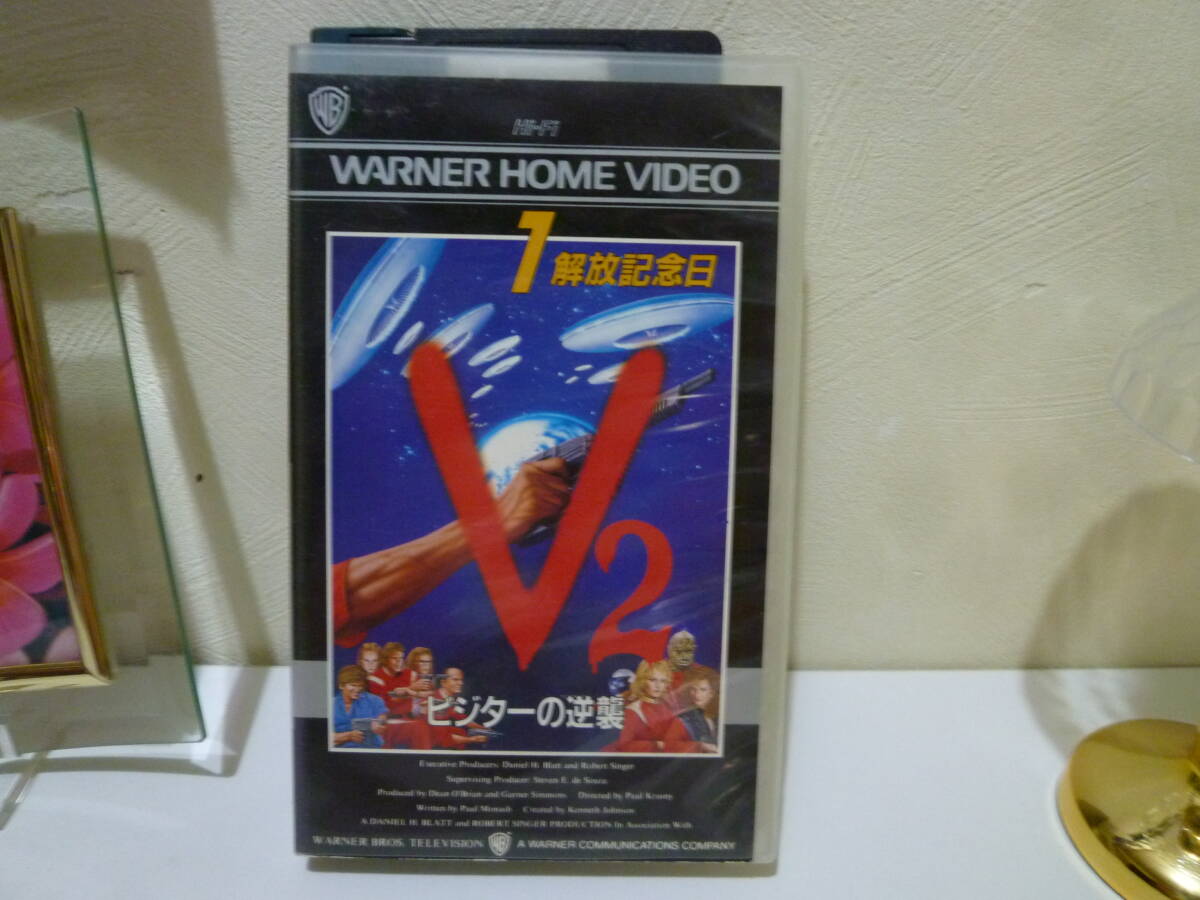 WB
Hi-Fi
WARNER HOME VIDEO
1 解放記念日
V2
ビジターの逆襲
Executive Producers: Daniel H. Blatt and Robert Singer
Supervising Producer: Steven E. de Souza
Produced by Dean O'Brian and Garner Simmons Directed by Paul Krasny
Written by Paul Monash Created by Kenneth Johnson
A DANIEL H. BLATT and ROBERT SINGER PRODUCTION In Association With
WARNER BROS. TELEVISION WB A WARNER COMMUNICATIONS COMPANY